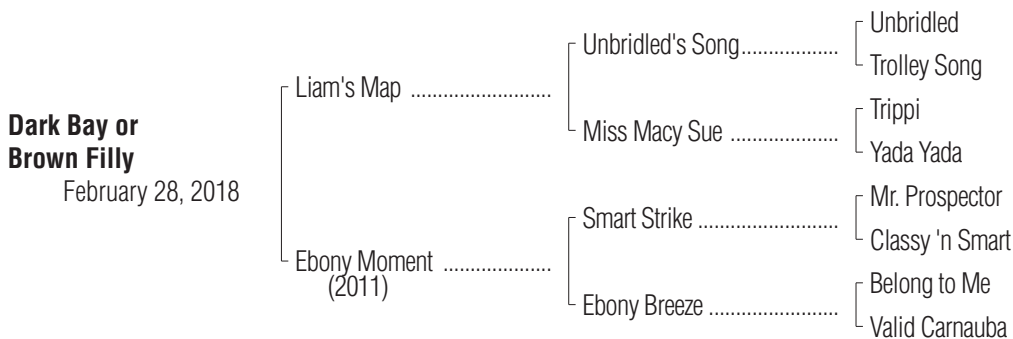 Unbridled
Unbridled's Song..................
Trolley Song
Liam's Map ..........................
Trippi
Miss Macy Sue ....................
Yada Yada
Dark Bay or
Brown Filly
February 28, 2018
Mr. Prospector
Smart Strike .........................
Classy 'n Smart
Ebony Moment ....................
(2011)
Belong to Me
Ebony Breeze ........................
Valid Carnauba